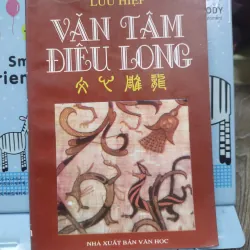 LƯU HIỆP
VĂN TÂM
ĐIÊU LONG
文心雕龍
NHÀ XUẤT BẢN VĂN HỌC